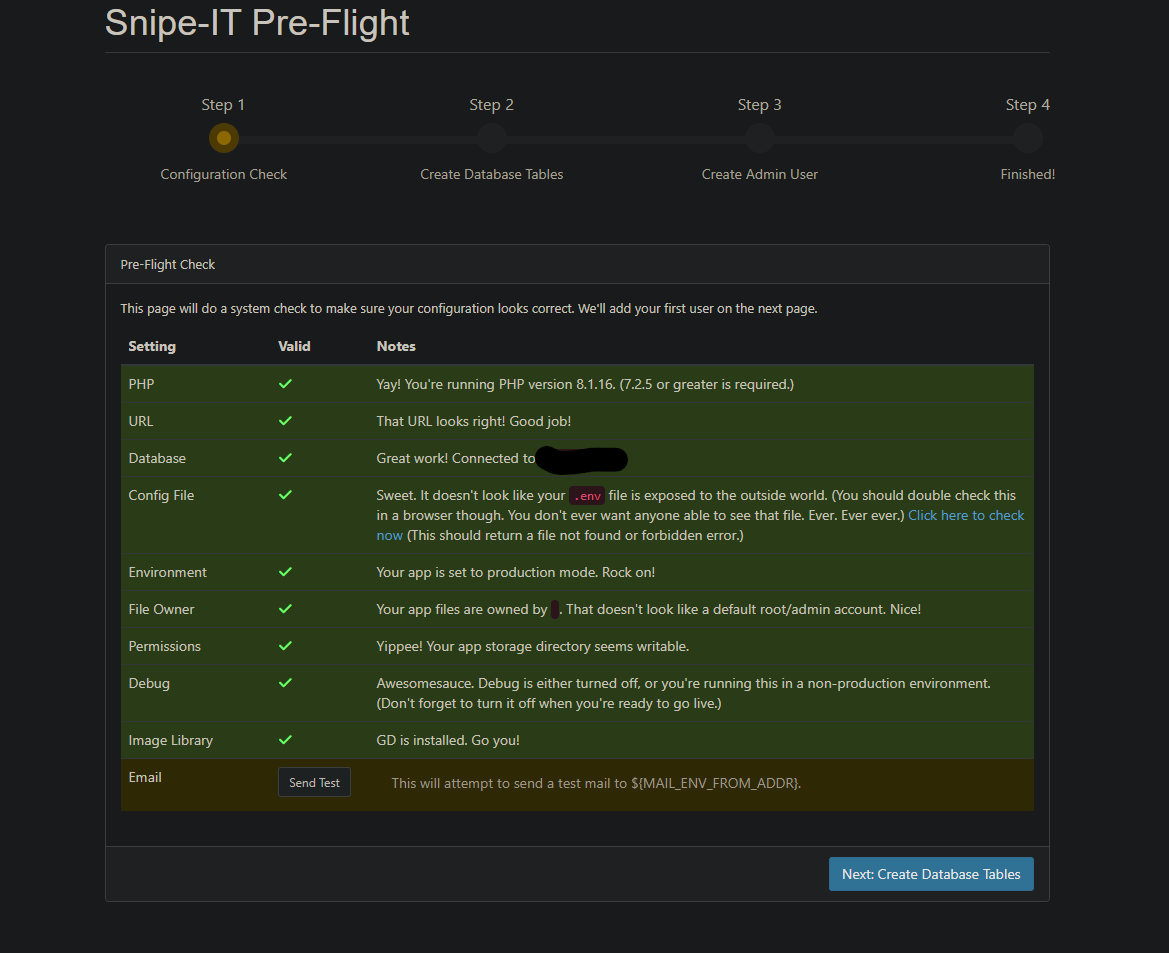 Snipe-IT Pre-Flight
Step 1
Step 2
Step 3
Step 4
Configuration Check
Create Database Tables
Create Admin User
Finished!
Pre-Flight Check
This page will do a system check to make sure your configuration looks correct. We'll add your first user on the next page.
Setting Valid Notes
PHP Yay! You're running PHP version 8.1.16. (7.2.5 or greater is required.)
URL That URL looks right! Good job!
Database Great work! Connected to
Config File Sweet. It doesn't look like your .env file is exposed to the outside world. (You should double check this
in a browser though. You don't ever want anyone able to see that file. Ever. Ever ever.) Click here to check
now (This should return a file not found or forbidden error.)
Environment Your app is set to production mode. Rock on!
File Owner Your app files are owned by . That doesn't look like a default root/admin account. Nice!
Permissions Yippee! Your app storage directory seems writable.
Debug Awesomesauce. Debug is either turned off, or you're running this in a non-production environment.
(Don't forget to turn it off when you're ready to go live.)
Image Library GD is installed. Go you!
Email Send Test This will attempt to send a test mail to ${MAIL_ENV_FROM_ADDR}.
Next: Create Database Tables